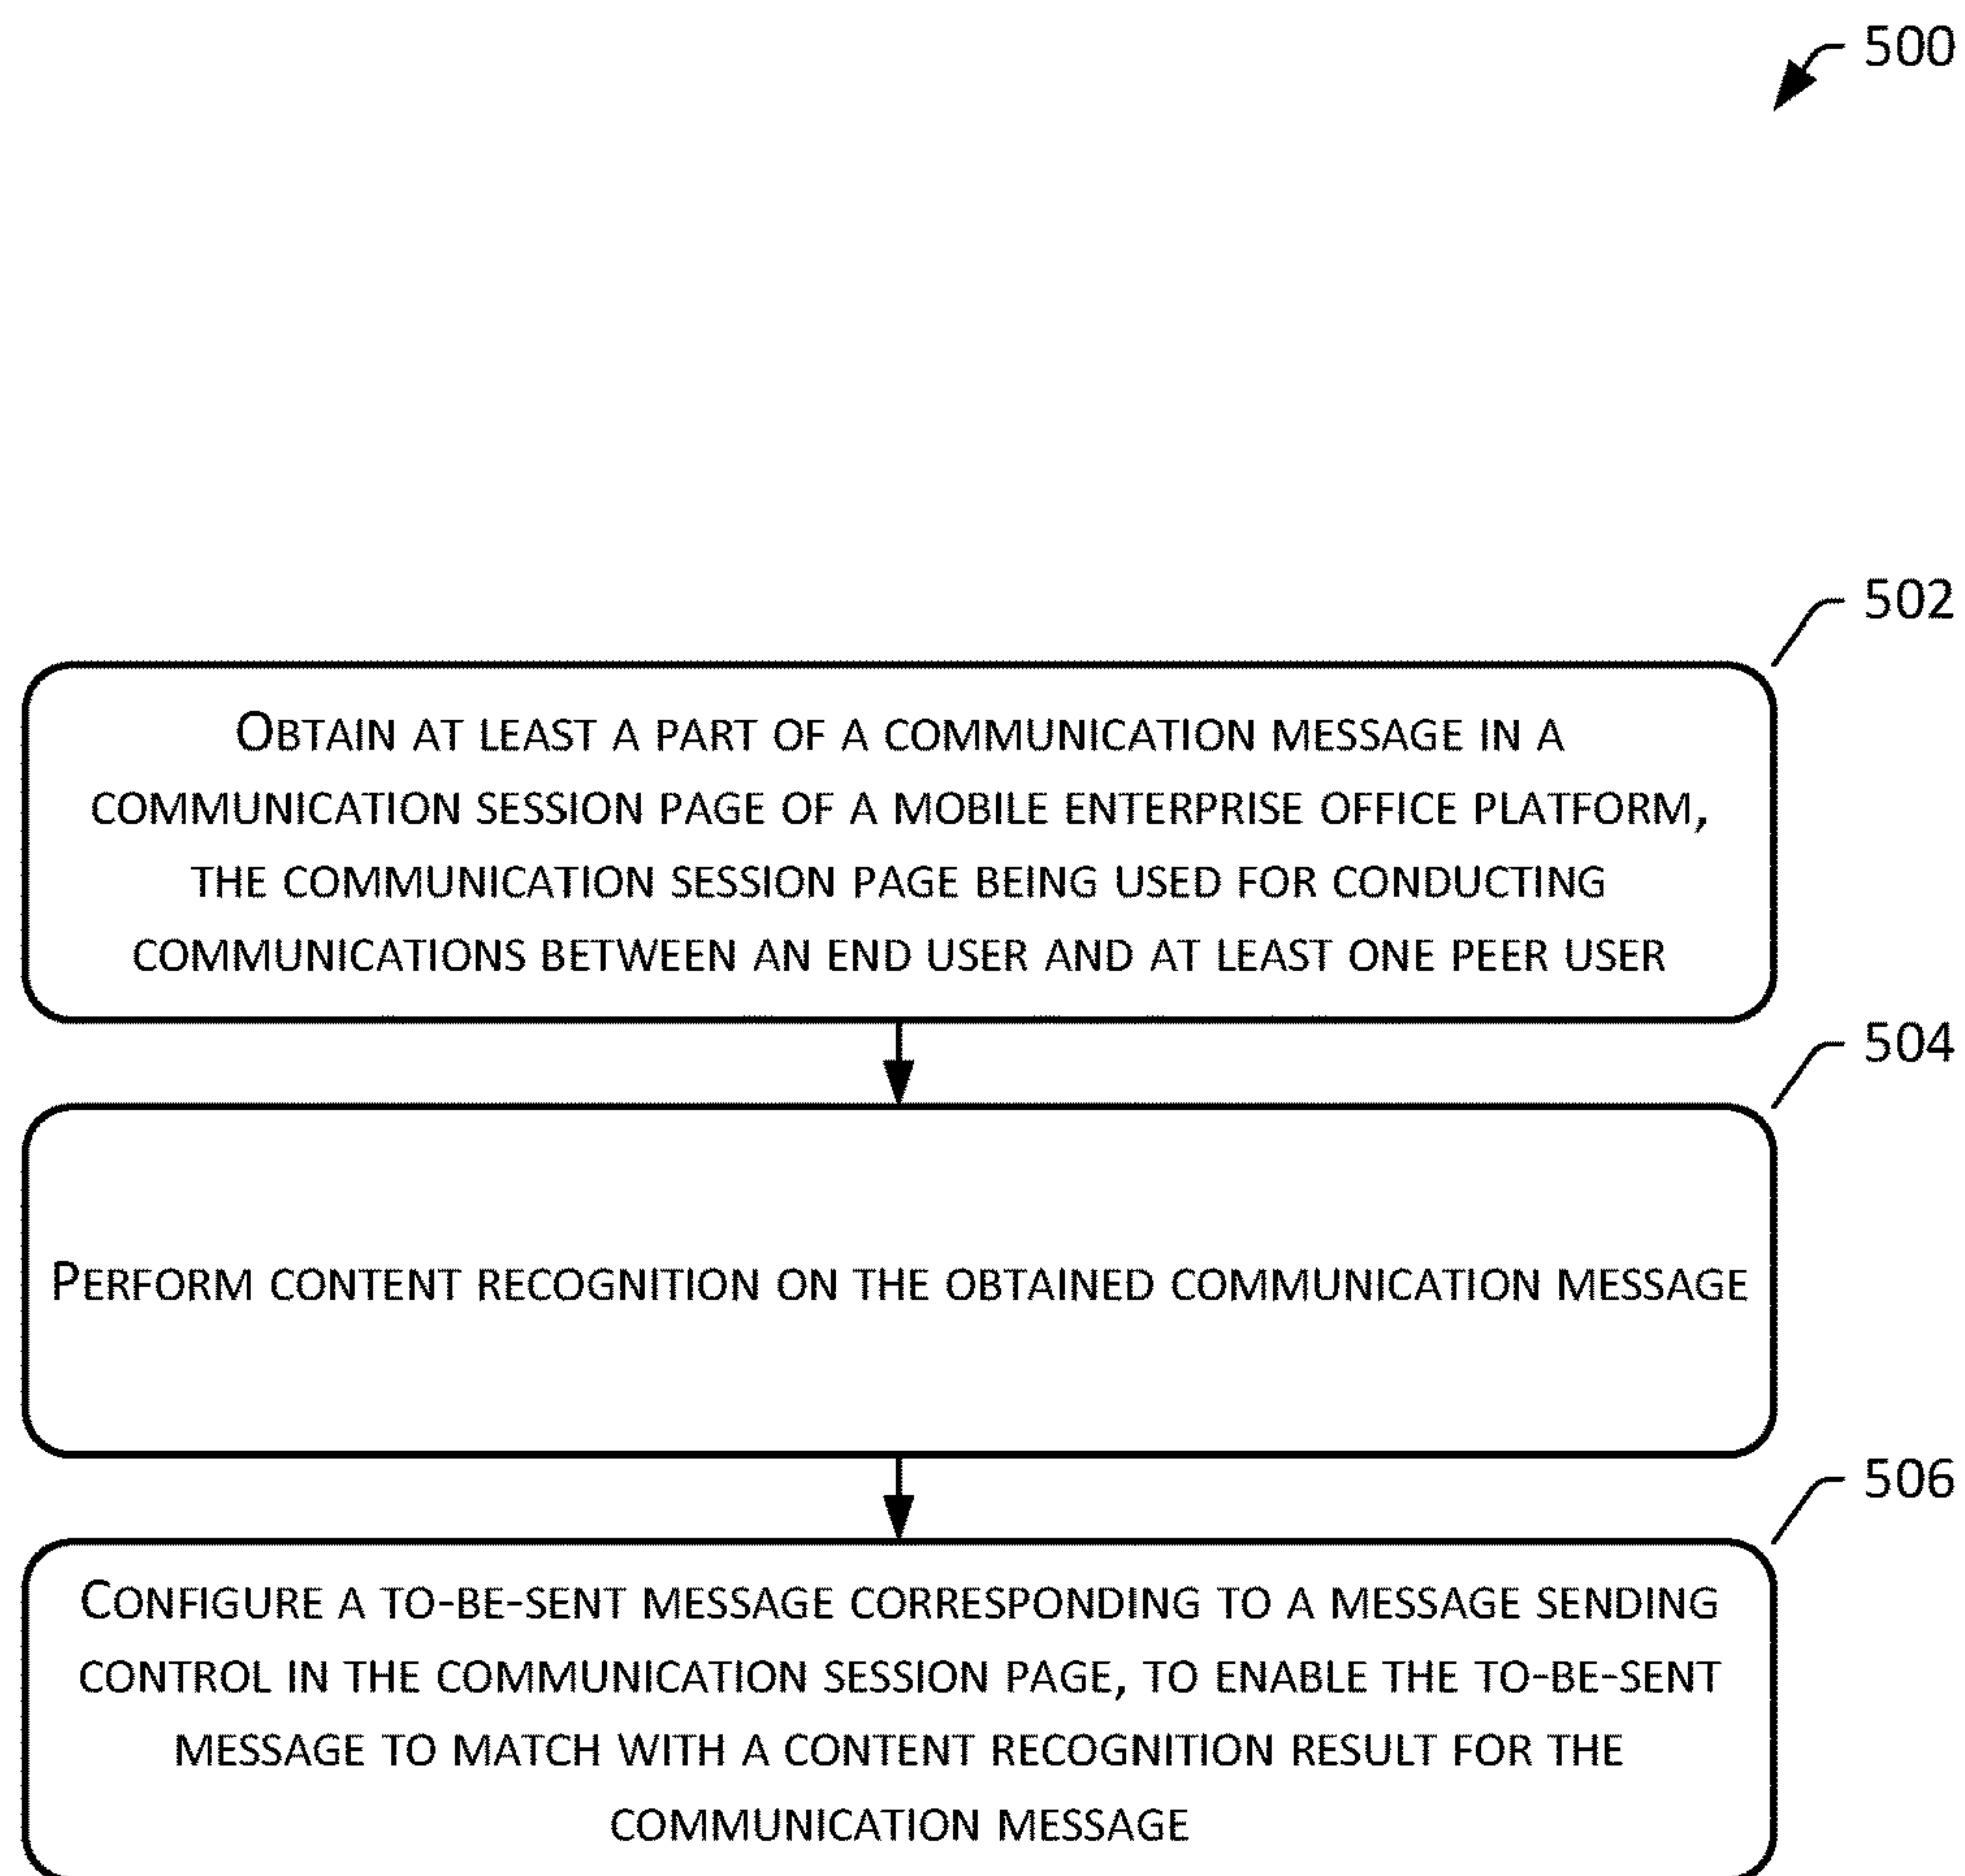 500
502
OBTAIN AT LEAST A PART OF A COMMUNICATION MESSAGE IN A
COMMUNICATION SESSION PAGE OF A MOBILE ENTERPRISE OFFICE PLATFORM,
THE COMMUNICATION SESSION PAGE BEING USED FOR CONDUCTING
COMMUNICATIONS BETWEEN AN END USER AND AT LEAST ONE PEER USER
504
PERFORM CONTENT RECOGNITION ON THE OBTAINED COMMUNICATION MESSAGE
506
CONFIGURE A TO-BE-SENT MESSAGE CORRESPONDING TO A MESSAGE SENDING
CONTROL IN THE COMMUNICATION SESSION PAGE, TO ENABLE THE TO-BE-SENT
MESSAGE TO MATCH WITH A CONTENT RECOGNITION RESULT FOR THE
COMMUNICATION MESSAGE